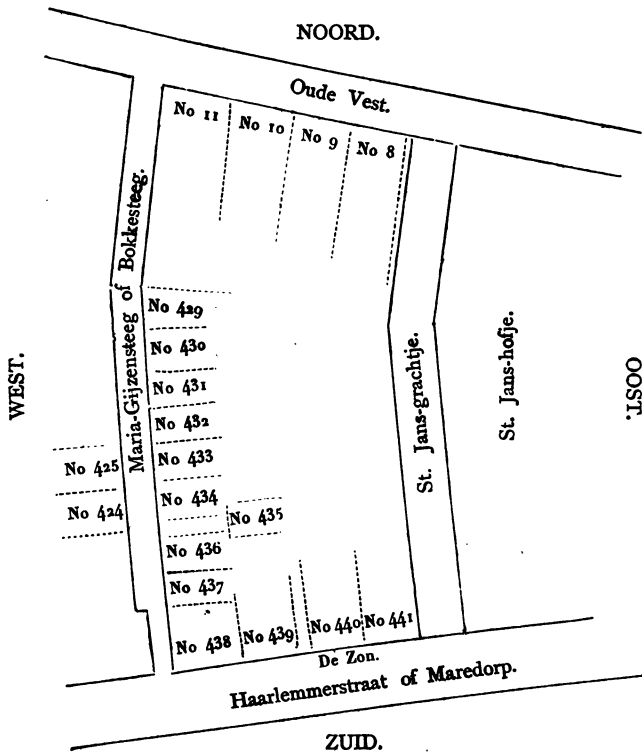 NOORD.
Oude Vest.
No 11
No 10
No 9
No 8
Maria-Gijzensteeg of Bokkesteeg.
WEST.
OOST.
St. Jans-grachtje.
St. Jans-hofje.
No 429
No 430
No 431
No 432
No 433
No 425
No 434
No 424
No 435
No 436
No 437
No 438
No 439
No 440
No 441
De Zon.
Haarlemmerstraat of Maredorp.
ZUID.